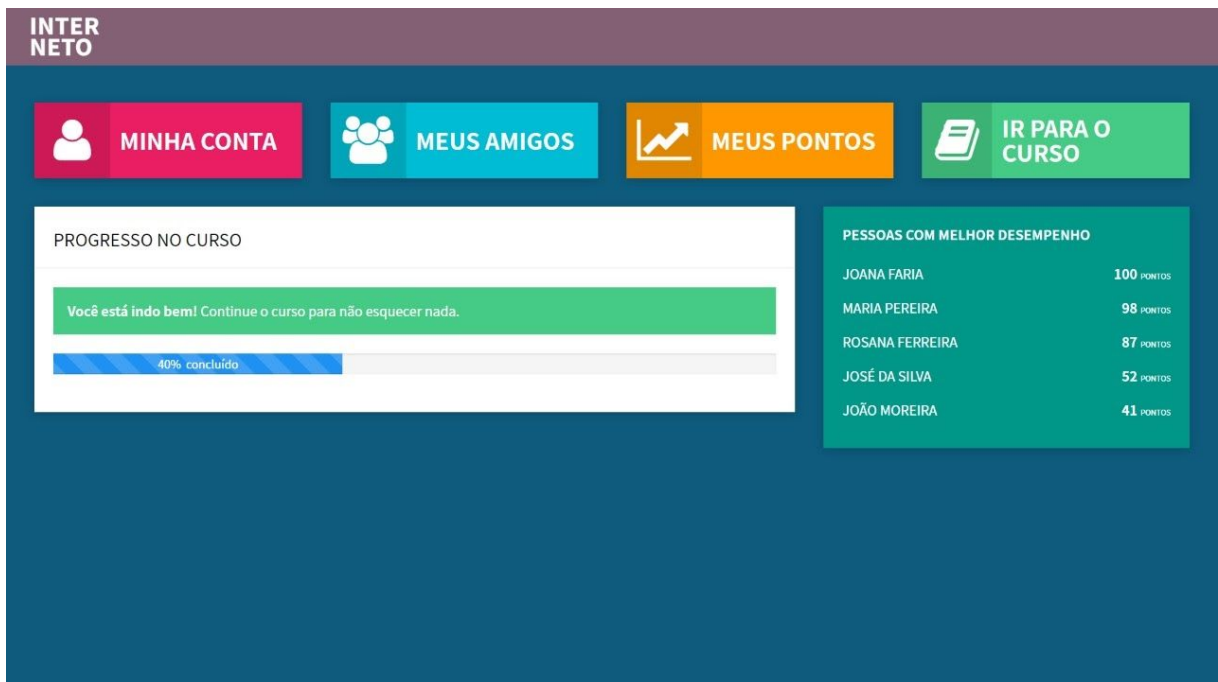 INTER
NETO
MINHA CONTA
MEUS AMIGOS
MEUS PONTOS
IR PARA O
CURSO
PROGRESSO NO CURSO
Você está indo bem! Continue o curso para não esquecer nada.
40% concluído
PESSOAS COM MELHOR DESEMPENHO
JOANA FARIA 100 PONTOS
MARIA PEREIRA 98 PONTOS
ROSANA FERREIRA 87 PONTOS
JOSÉ DA SILVA 52 PONTOS
JOÃO MOREIRA 41 PONTOS